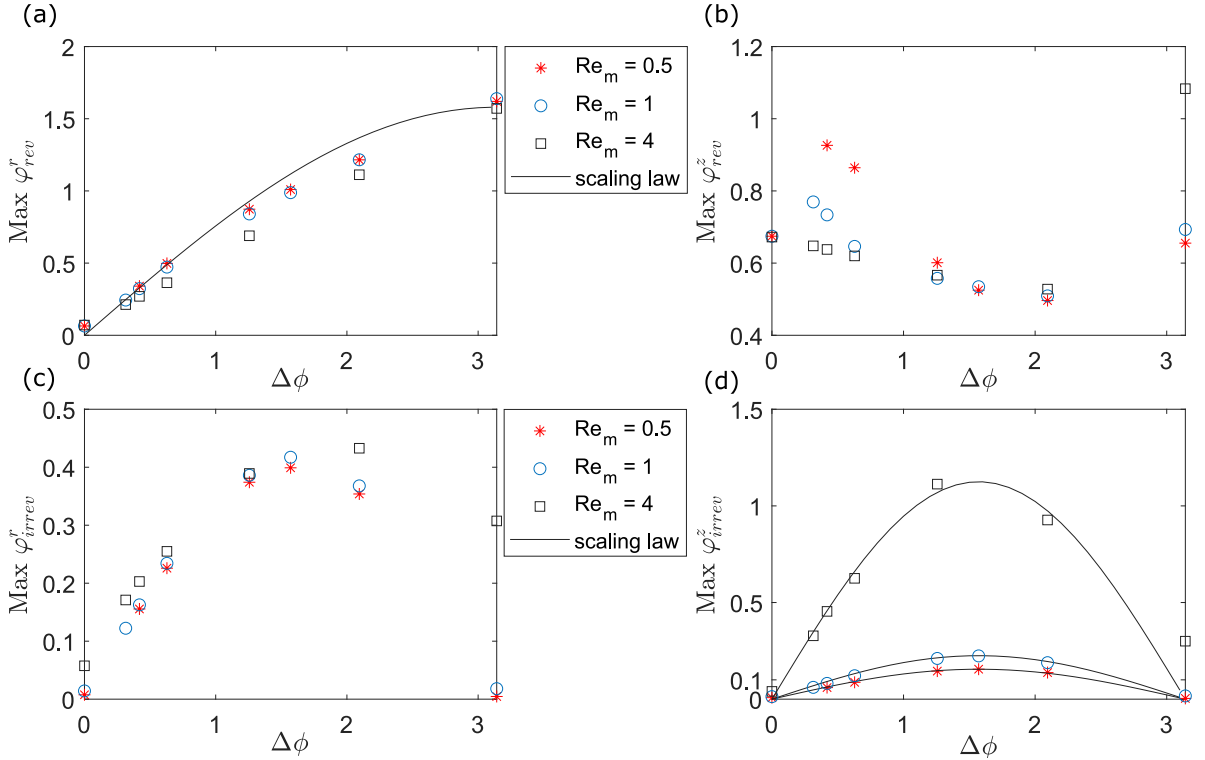 (a)
2
1.5
1
0.5
0
0 1 2 3
Max φ^r_rev
Δϕ
Re_m = 0.5
Re_m = 1
Re_m = 4
scaling law
(b)
1.2
1
0.8
0.6
0.4
0 1 2 3
Max φ^z_rev
Δϕ
(c)
0.5
0.4
0.3
0.2
0.1
0
0 1 2 3
Max φ^r_irrev
Δϕ
Re_m = 0.5
Re_m = 1
Re_m = 4
scaling law
(d)
1.5
1
0.5
0.1
0
0 1 2 3
Max φ^z_irrev
Δϕ